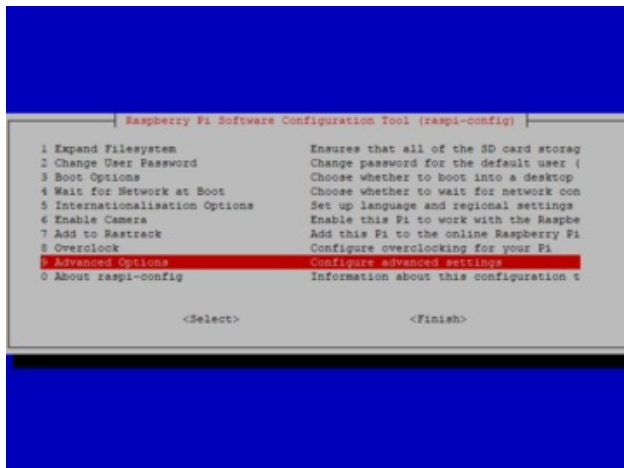 Raspberry Pi Software Configuration Tool (raspi-config)
1 Expand Filesystem Ensures that all of the SD card storag
2 Change User Password Change password for the default user (
3 Boot Options Choose whether to boot into a desktop
4 Wait for Network at Boot Choose whether to wait for network con
5 Internationalisation Options Set up language and regional settings
6 Enable Camera Enable this Pi to work with the Raspbe
7 Add to Rastrack Add this Pi to the online Raspberry Pi
8 Overclock Configure overclocking for your Pi
9 Advanced Options Configure advanced settings
0 About raspi-config Information about this configuration t
<Select> <Finish>